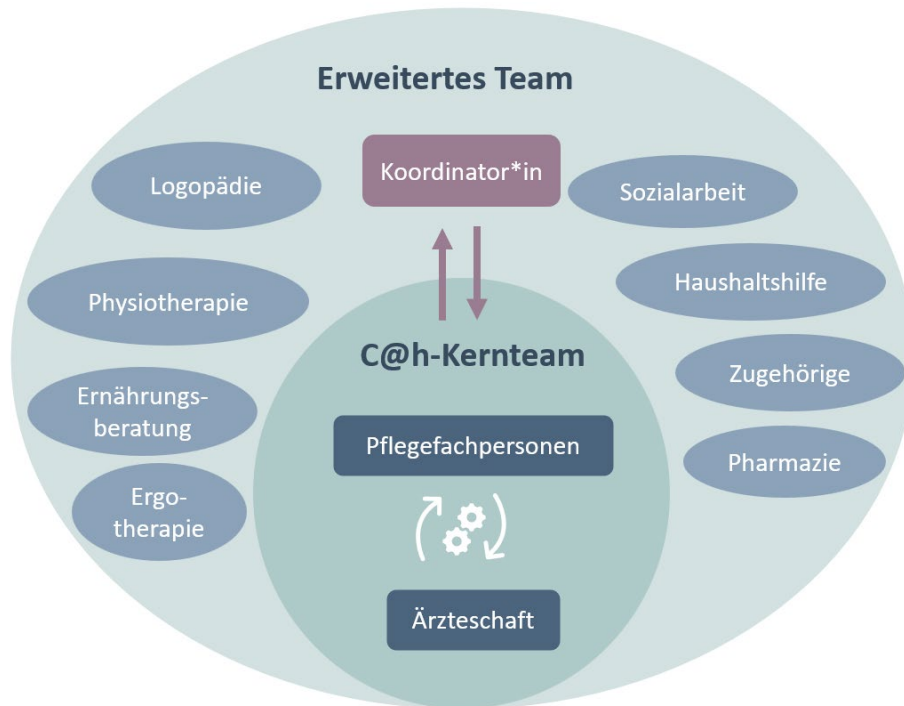 Erweitertes Team
Koordinator*in
Logopädie
Physiotherapie
Ernährungs-
beratung
Ergo-
therapie
Sozialarbeit
Haushaltshilfe
Zugehörige
Pharmazie
C@h-Kernteam
Pflegefachpersonen
Ärzteschaft